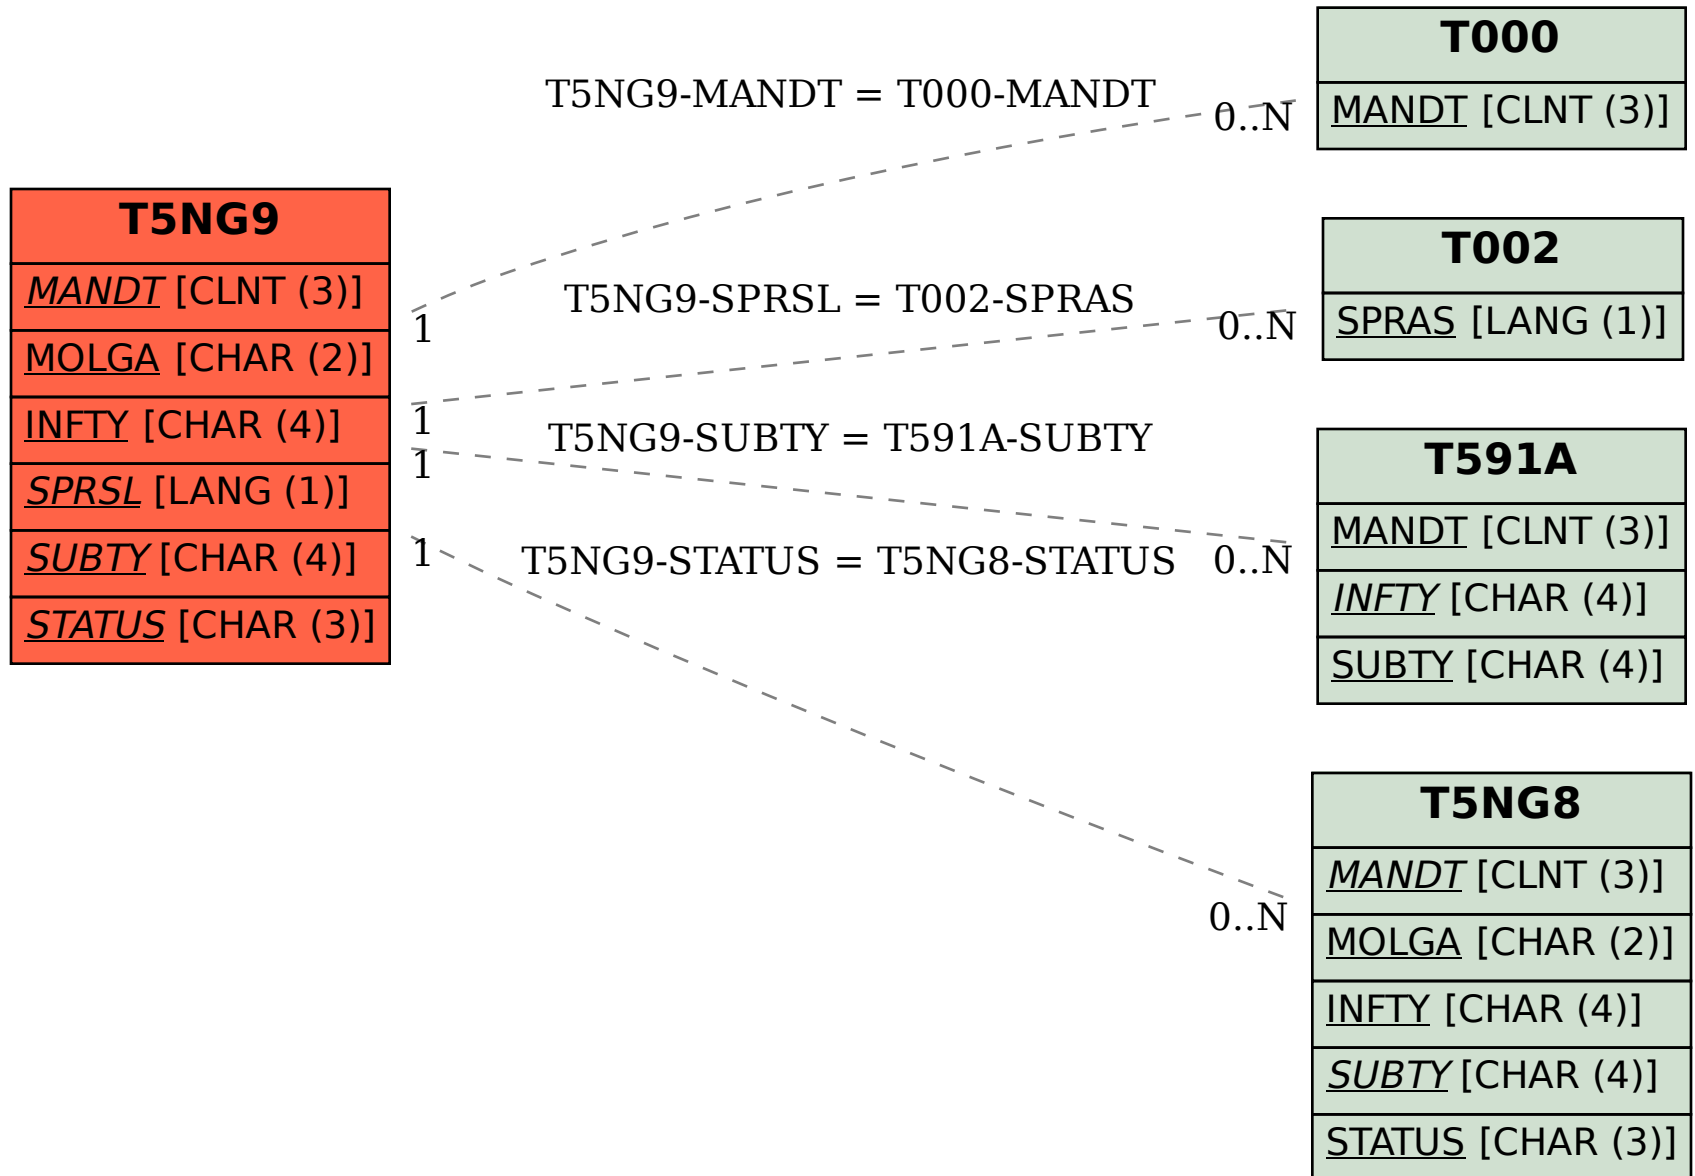 T5NG9
MANDT [CLNT (3)]
MOLGA [CHAR (2)]
INFTY [CHAR (4)]
SPRSL [LANG (1)]
SUBTY [CHAR (4)]
STATUS [CHAR (3)]
T5NG9-MANDT = T000-MANDT
0..N
1
T5NG9-SPRSL = T002-SPRAS
0..N
1
T5NG9-SUBTY = T591A-SUBTY
1
0..N
T5NG9-STATUS = T5NG8-STATUS
1
0..N
T000
MANDT [CLNT (3)]
T002
SPRAS [LANG (1)]
T591A
MANDT [CLNT (3)]
INFTY [CHAR (4)]
SUBTY [CHAR (4)]
T5NG8
MANDT [CLNT (3)]
MOLGA [CHAR (2)]
INFTY [CHAR (4)]
SUBTY [CHAR (4)]
STATUS [CHAR (3)]